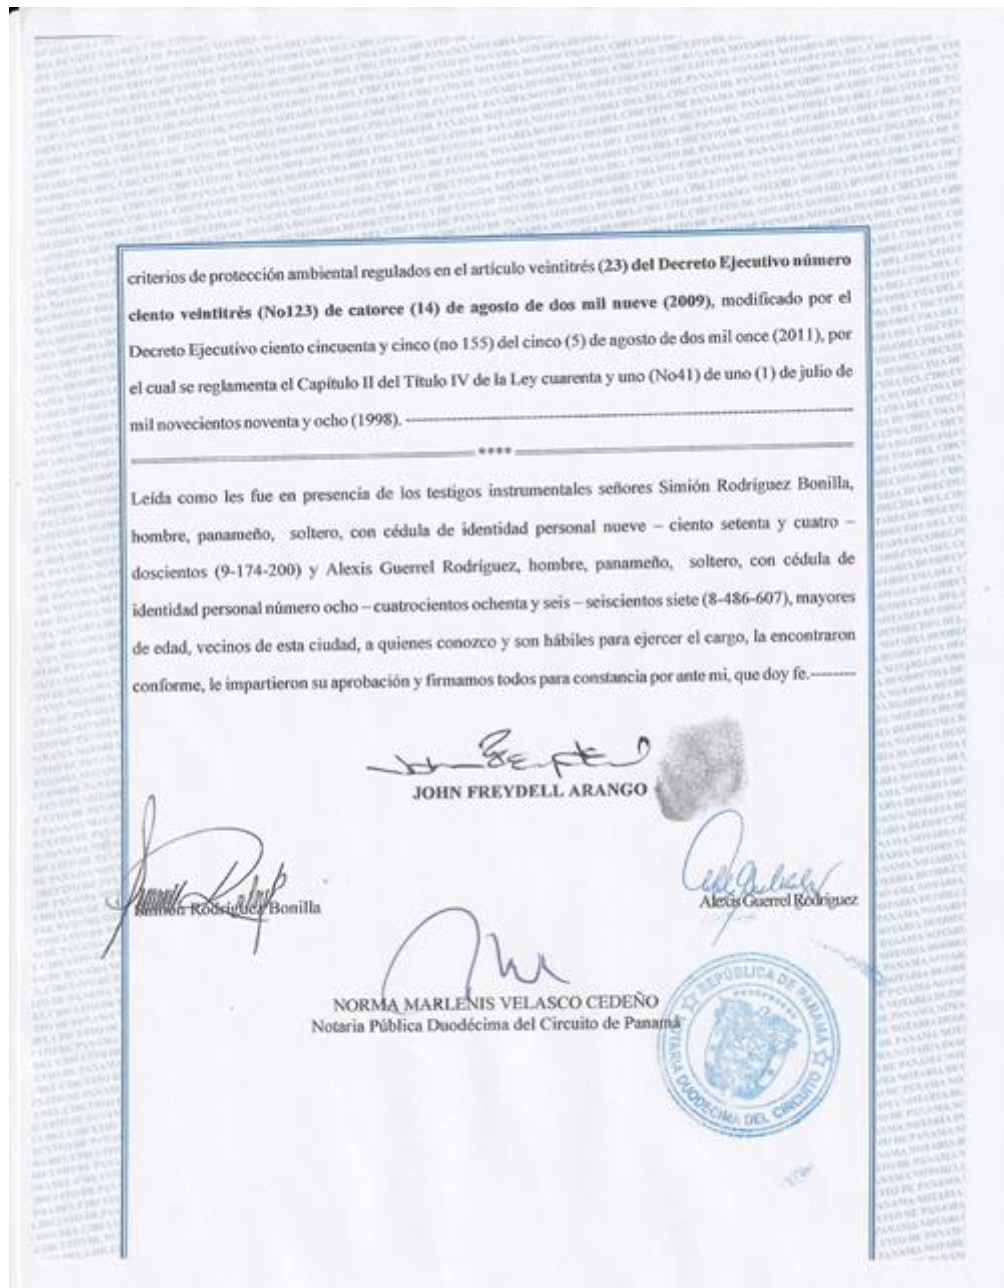 criterios de protección ambiental regulados en el artículo veintitrés (23) del Decreto Ejecutivo número
ciento veintitrés (No123) de catorce (14) de agosto de dos mil nueve (2009), modificado por el
Decreto Ejecutivo ciento cincuenta y cinco (no 155) del cinco (5) de agosto de dos mil once (2011), por
el cual se reglamenta el Capítulo II del Título IV de la Ley cuarenta y uno (No41) de uno (1) de julio de
mil novecientos noventa y ocho (1998). ----------
****
Leída como les fue en presencia de los testigos instrumentales señores Simión Rodríguez Bonilla,
hombre, panameño, soltero, con cédula de identidad personal nueve – ciento setenta y cuatro –
doscientos (9-174-200) y Alexis Guerrel Rodríguez, hombre, panameño, soltero, con cédula de
identidad personal número ocho – cuatrocientos ochenta y seis – seiscientos siete (8-486-607), mayores
de edad, vecinos de esta ciudad, a quienes conozco y son hábiles para ejercer el cargo, la encontraron
conforme, le impartieron su aprobación y firmamos todos para constancia por ante mi, que doy fe.---------
JOHN FREYDELL ARANGO
Rodríguez Bonilla
Alexis Guerrel Rodríguez
NORMA MARLENIS VELASCO CEDEÑO
Notaria Pública Duodécima del Circuito de Panamá
REPUBLICA DE PANAMA
NOTARIA DUODECIMA DEL CIRCUITO